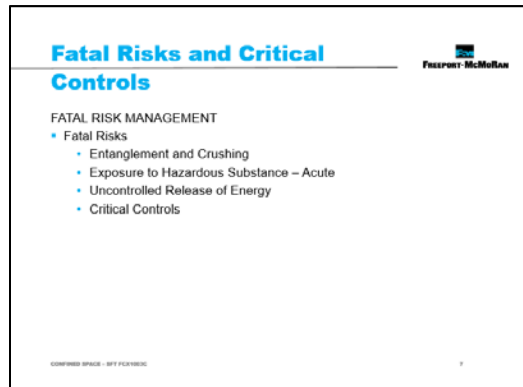 Fatal Risks and Critical
Controls
FREEPORT-MCMORAN
FATAL RISK MANAGEMENT
Fatal Risks
Entanglement and Crushing
Exposure to Hazardous Substance – Acute
Uncontrolled Release of Energy
Critical Controls
CONFINED SPACE – SFT FCX1003C
7